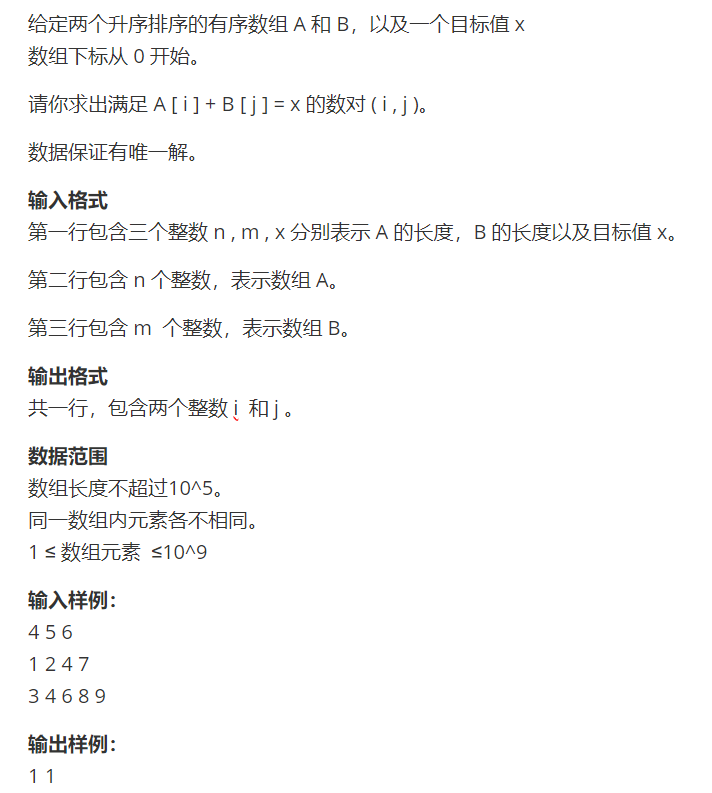 给定两个升序排序的有序数组 A 和 B，以及一个目标值 x
数组下标从 0 开始。
请你求出满足 A [ i ] + B [ j ] = x 的数对 ( i , j )。
数据保证有唯一解。
输入格式
第一行包含三个整数 n , m , x 分别表示 A 的长度，B 的长度以及目标值 x。
第二行包含 n 个整数，表示数组 A。
第三行包含 m 个整数，表示数组 B。
输出格式
共一行，包含两个整数 i 和 j 。
数据范围
数组长度不超过10^5。
同一数组内元素各不相同。
1 ≤ 数组元素 ≤10^9
输入样例：
4 5 6
1 2 4 7
3 4 6 8 9
输出样例：
1 1